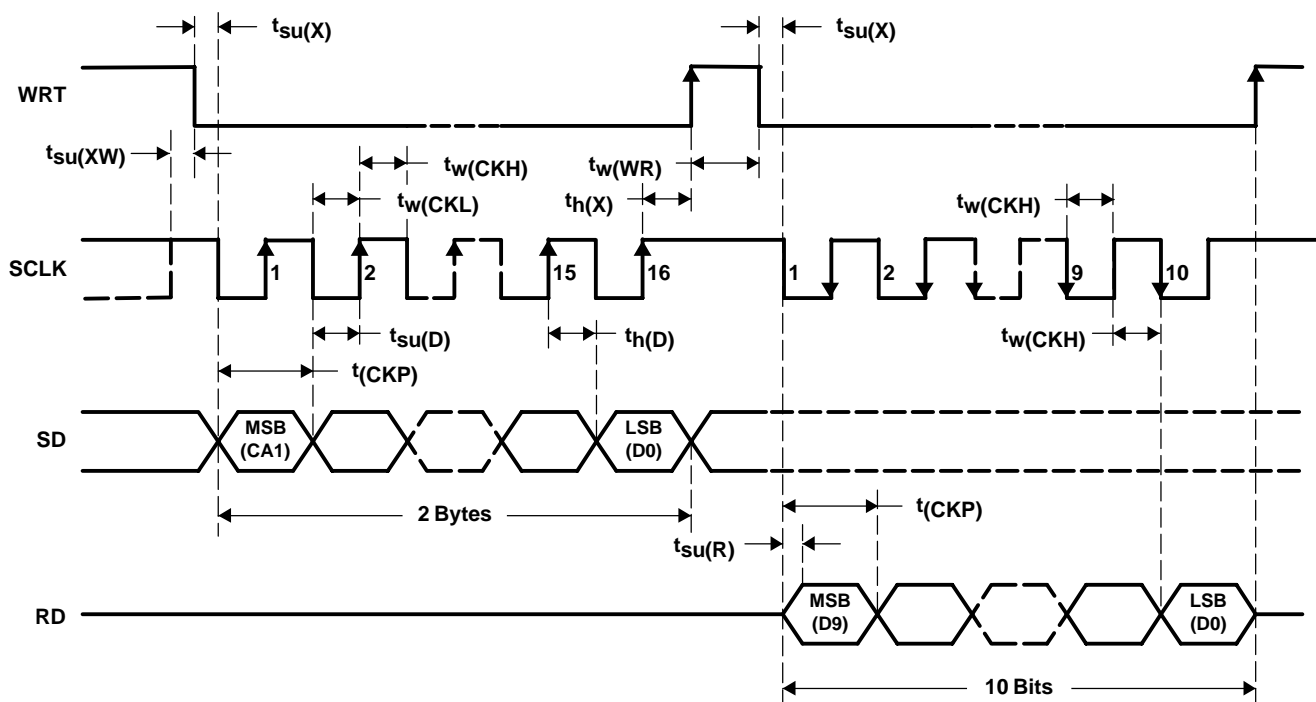 tsu(X)
tsu(X)
WRT
tsu(XW)
tw(CKH)
tw(WR)
tw(CKL)
th(X)
tw(CKH)
SCLK
1
2
15
16
1
2
9
10
tsu(D)
th(D)
tw(CKH)
t(CKP)
SD
MSB
(CA1)
LSB
(D0)
2 Bytes
t(CKP)
tsu(R)
RD
MSB
(D9)
LSB
(D0)
10 Bits